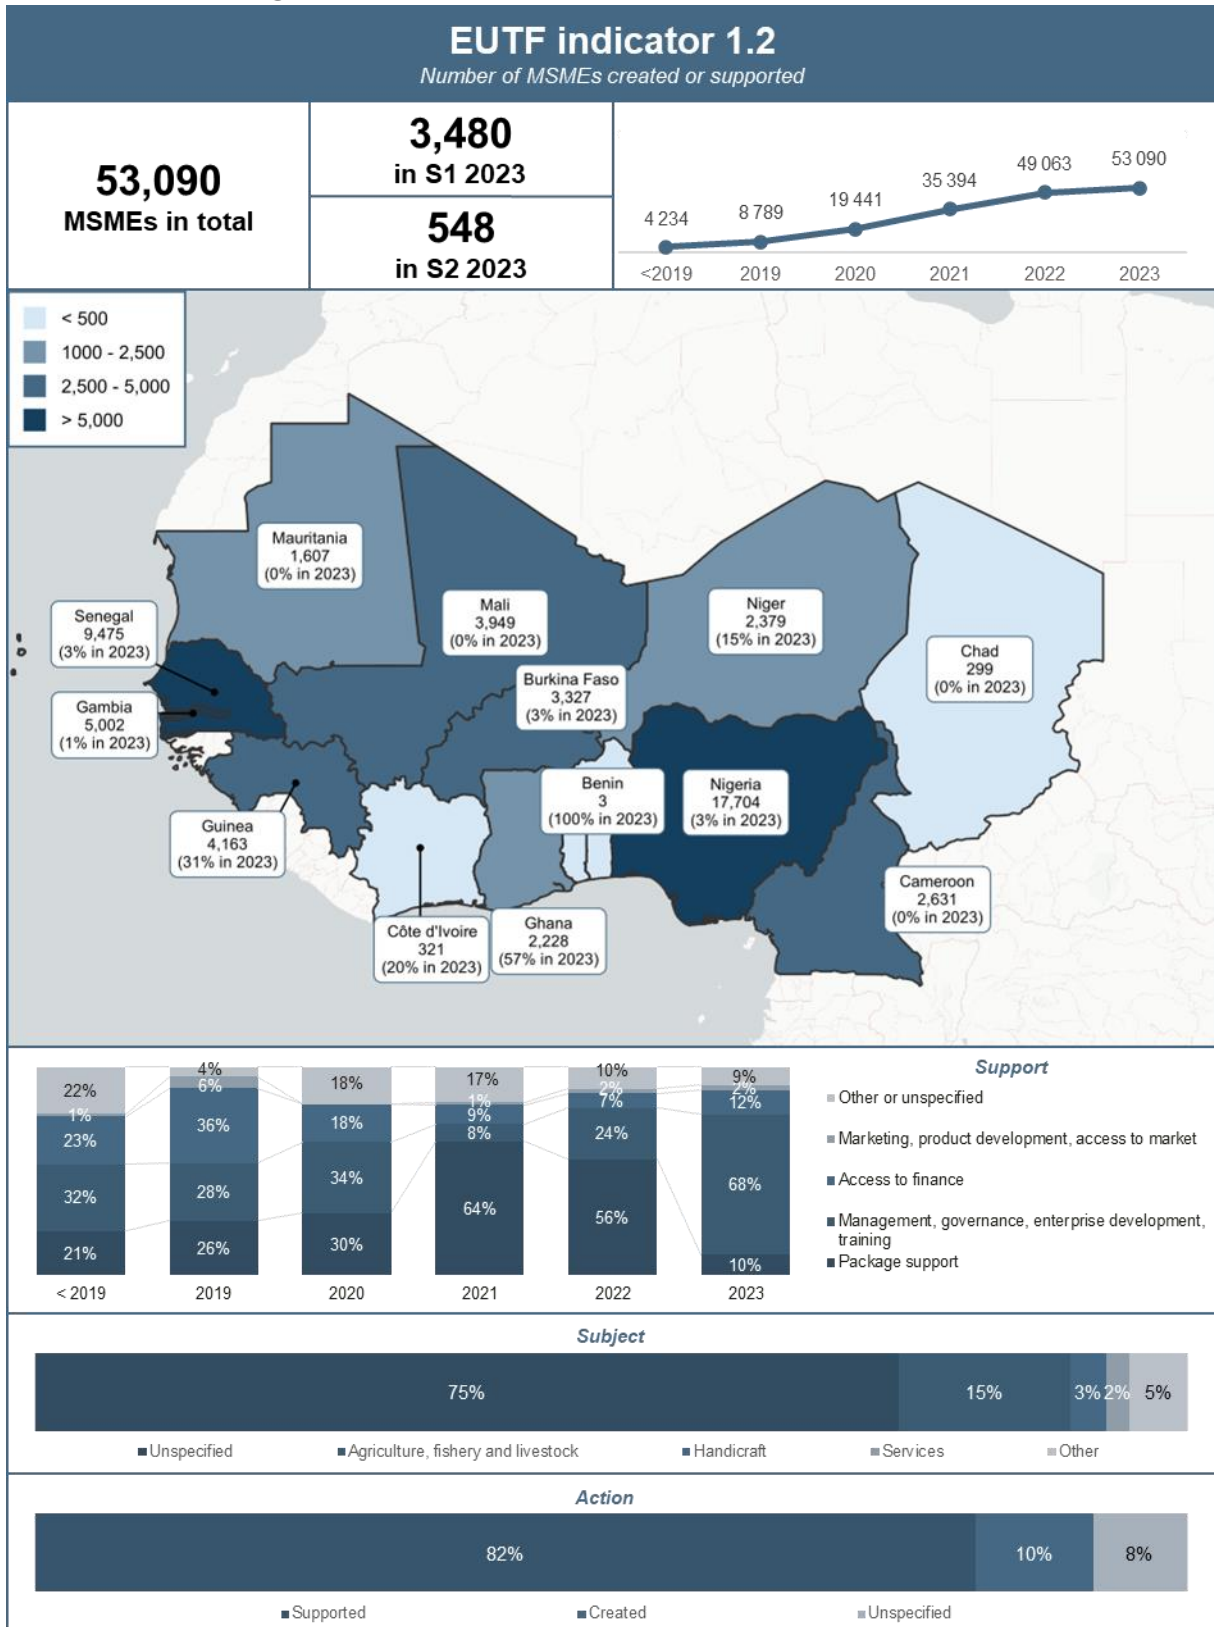 EUTF indicator 1.2
Number of MSMEs created or supported
53,090
MSMEs in total
3,480
in S1 2023
548
in S2 2023
4 234
8 789
19 441
35 394
49 063
53 090
<2019
2019
2020
2021
2022
2023
< 500
1000 - 2,500
2,500 - 5,000
> 5,000
Mauritania
1,607
(0% in 2023)
Mali
3,949
(0% in 2023)
Niger
2,379
(15% in 2023)
Senegal
9,475
(3% in 2023)
Chad
299
(0% in 2023)
Burkina Faso
3,327
(3% in 2023)
Gambia
5,002
(1% in 2023)
Benin
3
(100% in 2023)
Nigeria
17,704
(3% in 2023)
Guinea
4,163
(31% in 2023)
Cameroon
2,631
(0% in 2023)
Côte d'Ivoire
321
(20% in 2023)
Ghana
2,228
(57% in 2023)
22%
1%
23%
32%
21%
< 2019
4%
6%
36%
28%
26%
2019
18%
18%
34%
30%
2020
17%
1%
9%
8%
64%
2021
10%
2%
7%
24%
56%
2022
9%
2%
12%
68%
10%
2023
Support
Other or unspecified
Marketing, product development, access to market
Access to finance
Management, governance, enterprise development,
training
Package support
Subject
75%
15%
3%
2%
5%
Unspecified
Agriculture, fishery and livestock
Handicraft
Services
Other
Action
82%
10%
8%
Supported
Created
Unspecified